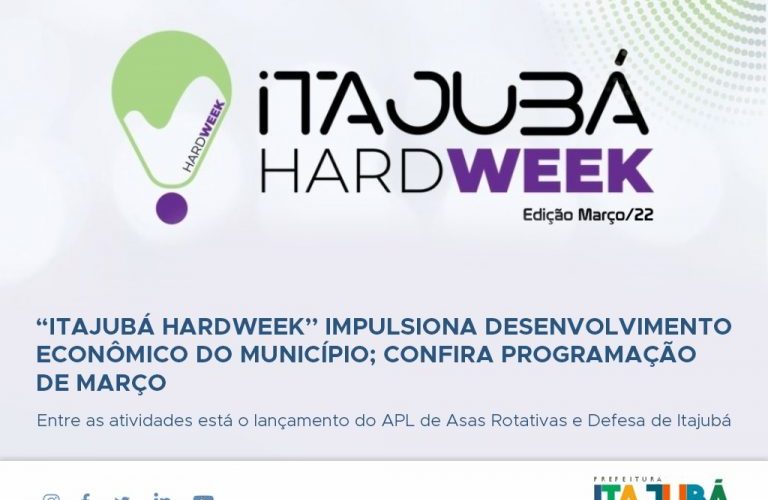 HARDWEEK
ITAJUBÁ
HARDWEEK
Edição Março/22
“ITAJUBÁ HARDWEEK” IMPULSIONA DESENVOLVIMENTO
ECONÔMICO DO MUNICÍPIO; CONFIRA PROGRAMAÇÃO
DE MARÇO
Entre as atividades está o lançamento do APL de Asas Rotativas e Defesa de Itajubá
PREFEITURA
ITAJUBÁ